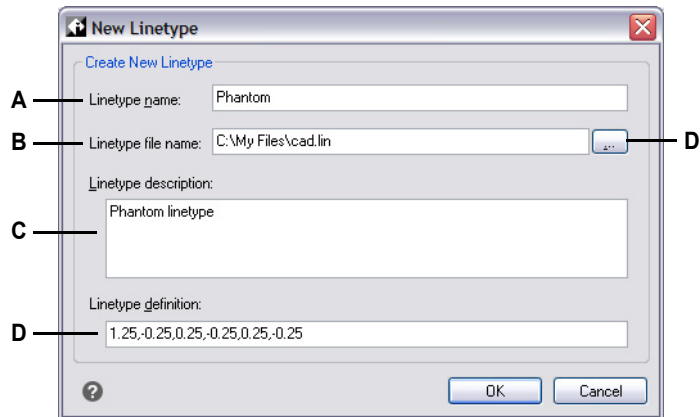 New Linetype
Create New Linetype
A Linetype name: Phantom
B Linetype file name: C:\My Files\cad.lin ... D
Linetype description:
C Phantom linetype
Linetype definition:
D 1.25,-0.25,0.25,-0.25,0.25,-0.25
? OK Cancel